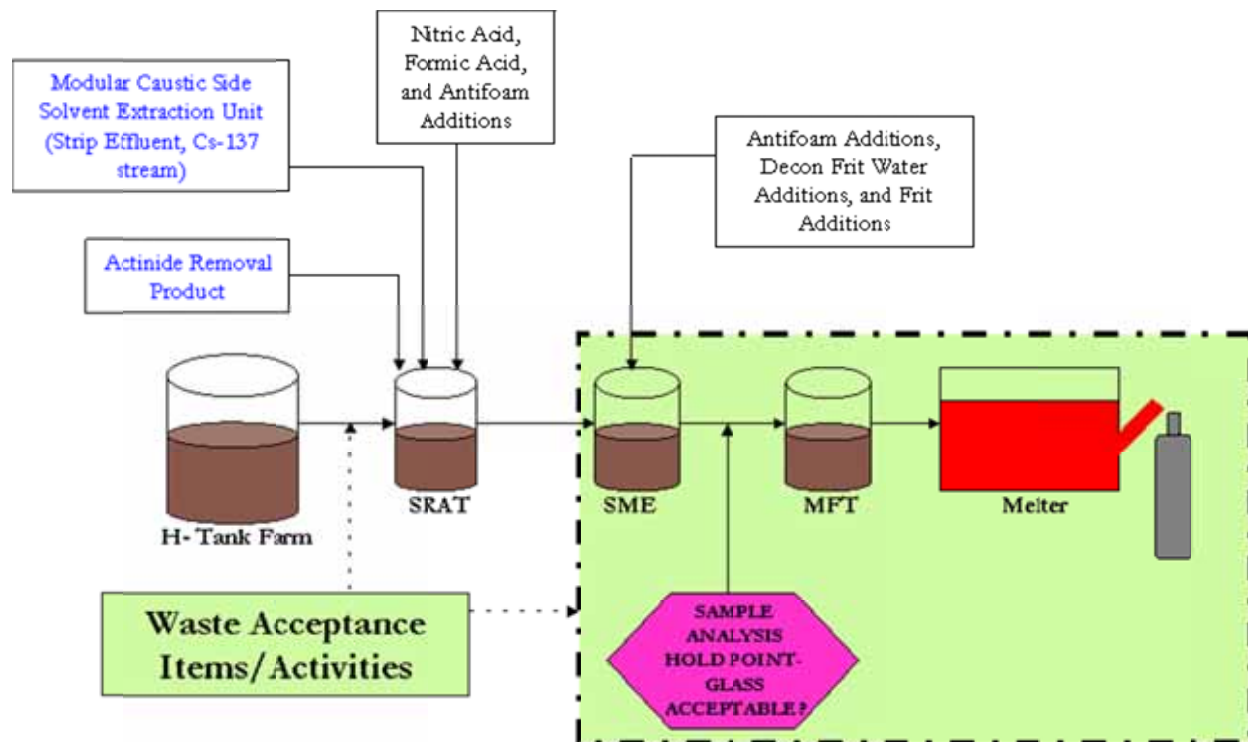 Nitric Acid,
Formic Acid,
and Antifoam
Additions
Modular Caustic Side
Solvent Extraction Unit
(Strip Effluent, Cs-137
stream)
Antifoam Additions,
Decon Frit Water
Additions, and Frit
Additions
Actinide Removal
Product
H- Tank Farm
SRAT
SME
MFT
Melter
Waste Acceptance
Items/Activities
SAMPLE
ANALYSIS
HOLD POINT-
GLASS
ACCEPTABLE?